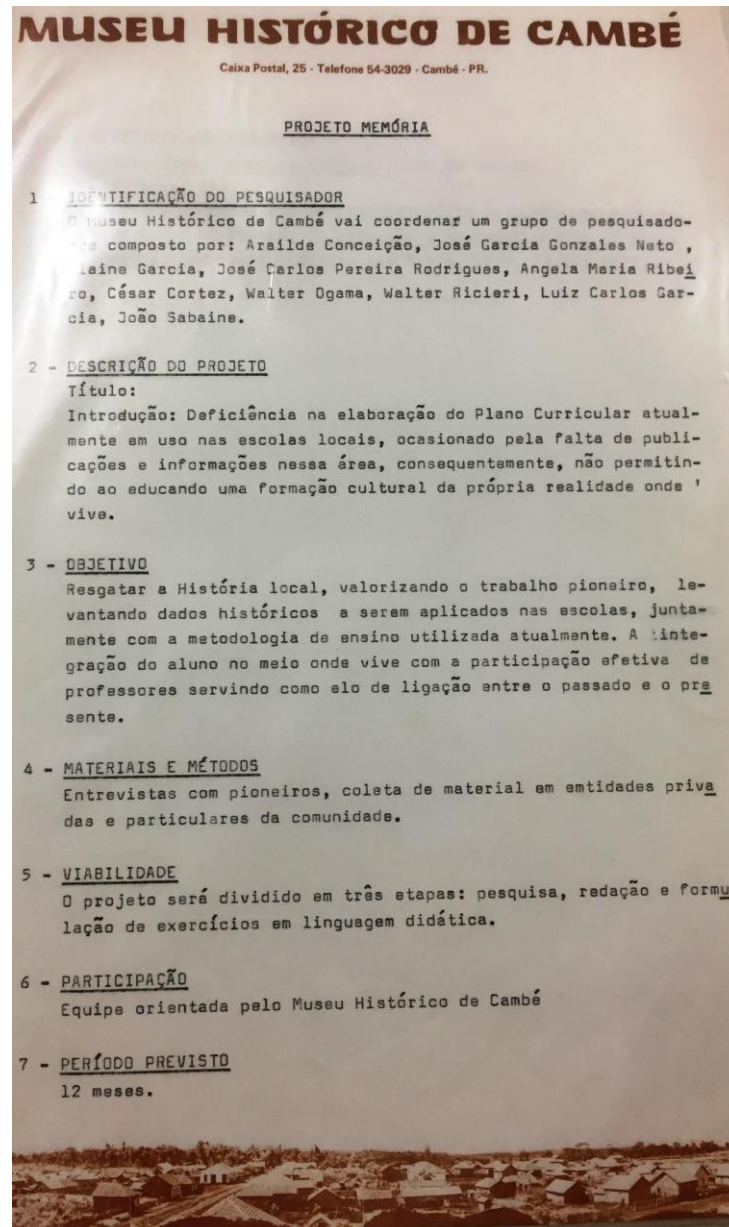 MUSEU HISTÓRICO DE CAMBÉ
Caixa Postal, 25 - Telefone 54-3029 - Cambé - PR.
PROJETO MEMÓRIA
1 - IDENTIFICAÇÃO DO PESQUISADOR
O Museu Histórico de Cambé vai coordenar um grupo de pesquisado-
composto por: Arailde Conceição, José Garcia Gonzales Neto ,
laine Garcia, José Carlos Pereira Rodrigues, Angela Maria Ribei
ro, César Cortez, Walter Ogama, Walter Ricieri, Luiz Carlos Gar-
cia, João Sabaine.
2 - DESCRIÇÃO DO PROJETO
Título:
Introdução: Deficiência na elaboração do Plano Curricular atual-
mente em uso nas escolas locais, ocasionado pela falta de publi-
cações e informações nessa área, consequentemente, não permitin-
do ao educando uma formação cultural da própria realidade onde '
vive.
3 - OBJETIVO
Resgatar a História local, valorizando o trabalho pioneiro, le-
vantando dados históricos a serem aplicados nas escolas, junta-
mente com a metodologia de ensino utilizada atualmente. A inte-
gração do aluno no meio onde vive com a participação efetiva de
professores servindo como elo de ligação entre o passado e o pre
sente.
4 - MATERIAIS E MÉTODOS
Entrevistas com pioneiros, coleta de material em emtidades priva
das e particulares da comunidade.
5 - VIABILIDADE
O projeto será dividido em três etapas: pesquisa, redação e formu
lação de exercícios em linguagem didática.
6 - PARTICIPAÇÃO
Equipe orientada pelo Museu Histórico de Cambé
7 - PERÍODO PREVISTO
12 meses.